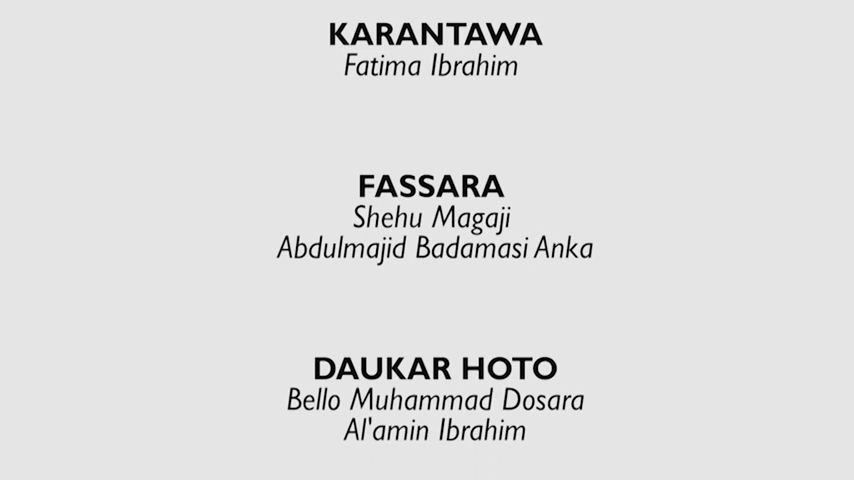 KARANTAWA
Fatima Ibrahim
FASSARA
Shehu Magaji
Abdulmajid Badamasi Anka
DAUKAR HOTO
Bello Muhammad Dosara
Al'amin Ibrahim